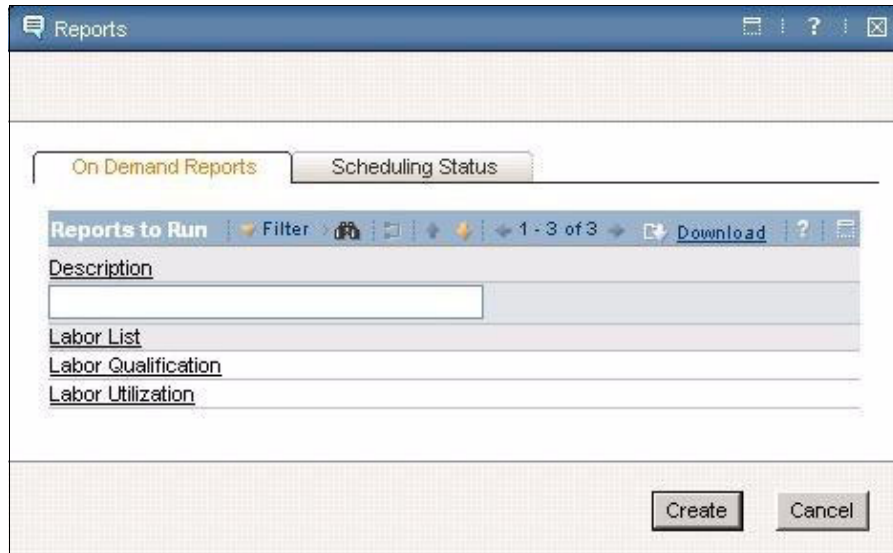 Reports ?
On Demand Reports Scheduling Status
Reports to Run Filter 1 - 3 of 3 Download ?
Description
Labor List
Labor Qualification
Labor Utilization
Create Cancel